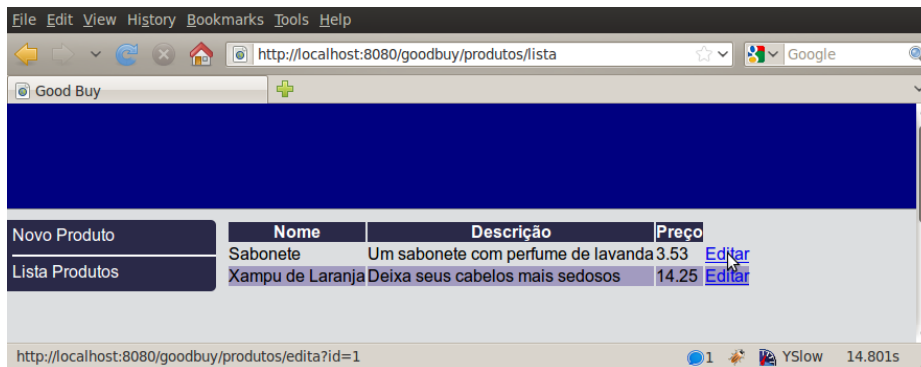 File Edit View History Bookmarks Tools Help
http://localhost:8080/goodbuy/produtos/lista Google
Good Buy
Novo Produto
Lista Produtos
Nome Descrição Preço
Sabonete Um sabonete com perfume de lavanda 3.53 Editar
Xampu de Laranja Deixa seus cabelos mais sedosos 14.25 Editar
http://localhost:8080/goodbuy/produtos/edita?id=1 1 YSlow 14.801s